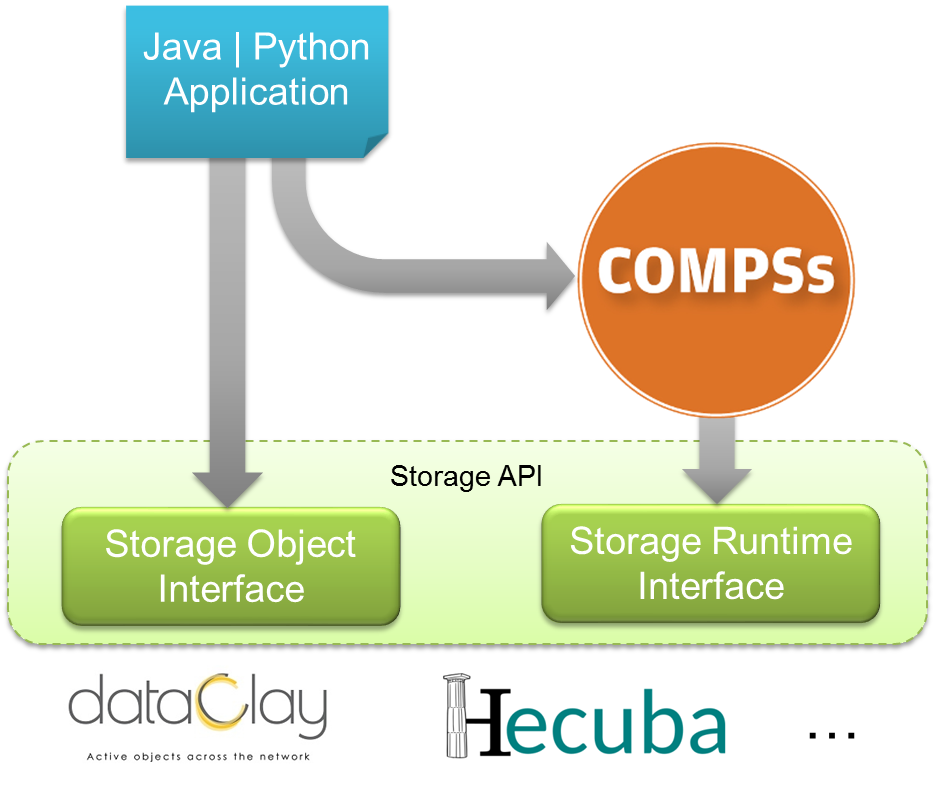 Java | Python
Application
COMPSs
Storage API
Storage Object
Interface
Storage Runtime
Interface
dataClay
Active objects across the network
Hecuba
...